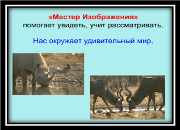 «Мастер Изображения»
помогает увидеть, учит рассматривать.
Нас окружает удивительный мир,